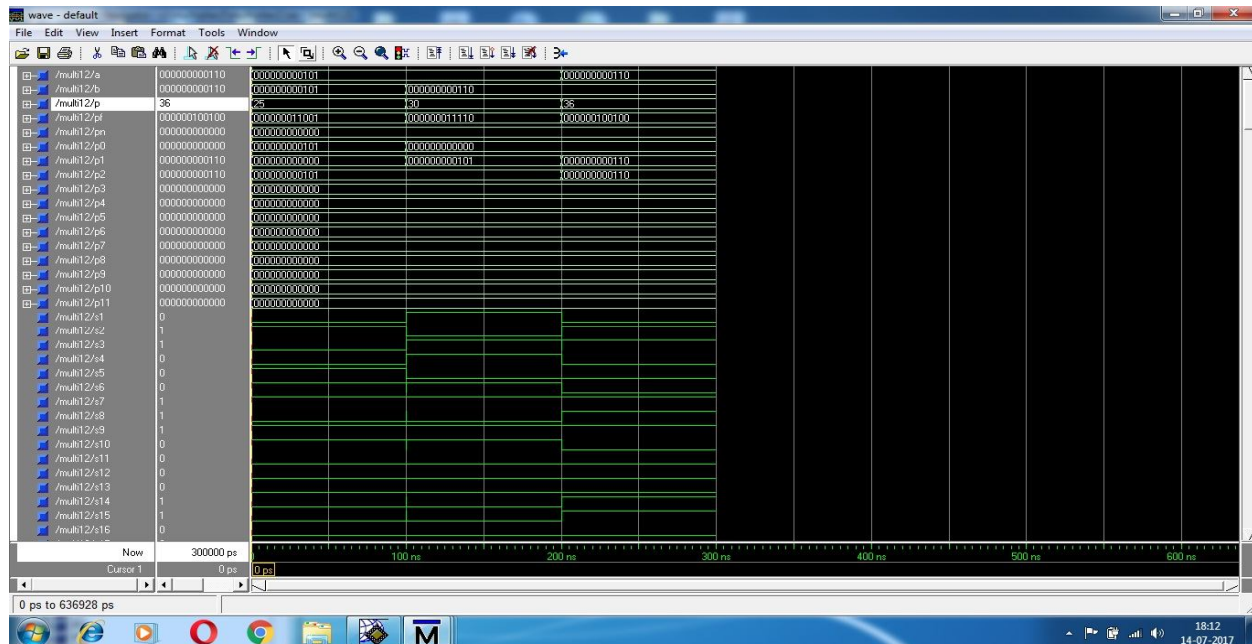 wave - default
File Edit View Insert Format Tools Window
/multi12/a 000000000110 000000000101 000000000110
/multi12/b 000000000110 000000000101 000000000110
/multi12/p 36 25 30 36
/multi12/pf 000000100100 000000011001 000000011110 000000100100
/multi12/pn 000000000000 000000000000
/multi12/p0 000000000000 000000000101 000000000000
/multi12/p1 000000000110 000000000000 000000000101 000000000110
/multi12/p2 000000000110 000000000101 000000000110
/multi12/p3 000000000000 000000000000
/multi12/p4 000000000000 000000000000
/multi12/p5 000000000000 000000000000
/multi12/p6 000000000000 000000000000
/multi12/p7 000000000000 000000000000
/multi12/p8 000000000000 000000000000
/multi12/p9 000000000000 000000000000
/multi12/p10 000000000000 000000000000
/multi12/p11 000000000000 000000000000
/multi12/s1 0
/multi12/s2 1
/multi12/s3 1
/multi12/s4 0
/multi12/s5 0
/multi12/s6 0
/multi12/s7 1
/multi12/s8 1
/multi12/s9 1
/multi12/s10 0
/multi12/s11 0
/multi12/s12 0
/multi12/s13 0
/multi12/s14 1
/multi12/s15 1
/multi12/s16 0
Now 300000 ps 100 ns 200 ns 300 ns 400 ns 500 ns 600 ns
Cursor 1 0 ps 0 ps
0 ps to 636928 ps
M
18:12
14-07-2017